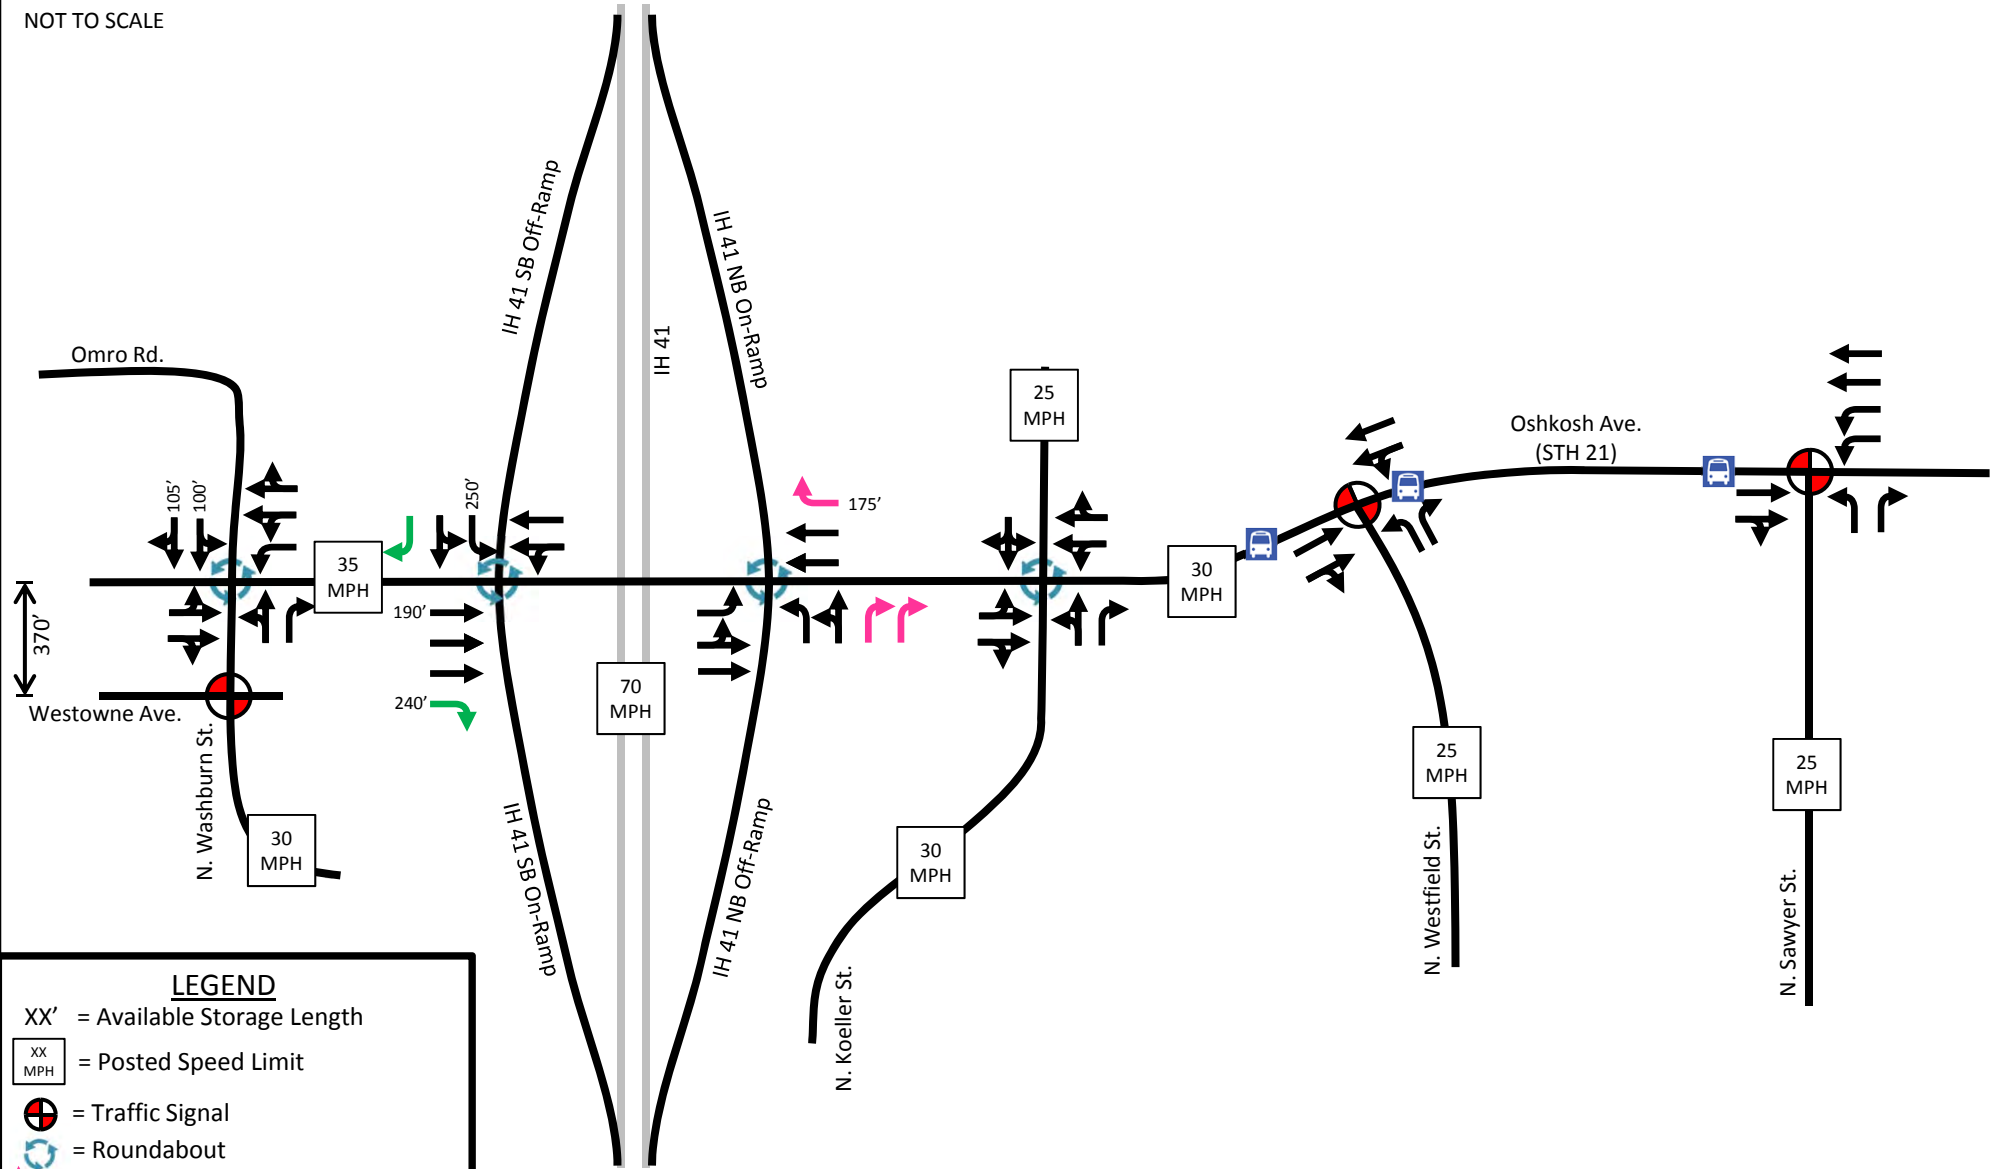 NOT TO SCALE
IH 41 SB Off-Ramp
IH 41 NB On-Ramp
IH 41
Omro Rd.
25
MPH
Oshkosh Ave.
(STH 21)
105’
100’
250’
175’
35
MPH
30
MPH
370’
190’
240’
70
MPH
Westowne Ave.
N. Washburn St.
30
MPH
IH 41 SB On-Ramp
IH 41 NB Off-Ramp
30
MPH
N. Koeller St.
25
MPH
N. Westfield St.
25
MPH
N. Sawyer St.
LEGEND
XX’ = Available Storage Length
XX
MPH
= Posted Speed Limit
= Traffic Signal
= Roundabout